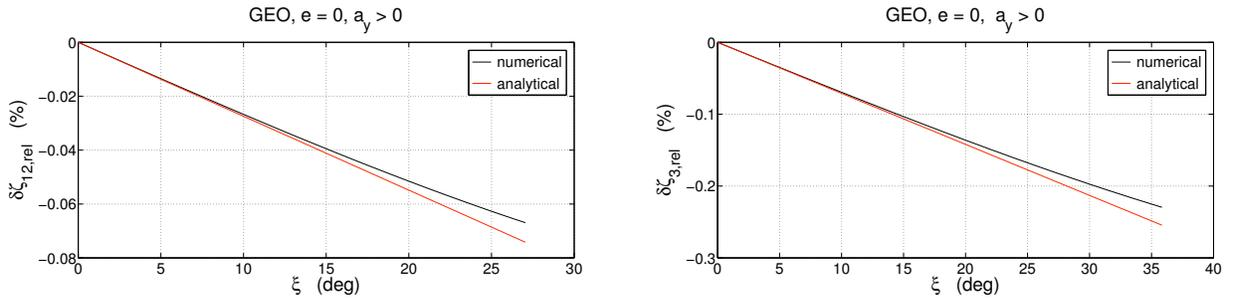 GEO, e = 0, a_y > 0
0
−0.02
−0.04
−0.06
−0.08
δζ_12,rel (%)
numerical
analytical
0 5 10 15 20 25 30
ξ (deg)
GEO, e = 0, a_y > 0
0
−0.1
−0.2
−0.3
δζ_3,rel (%)
numerical
analytical
0 5 10 15 20 25 30 35 40
ξ (deg)